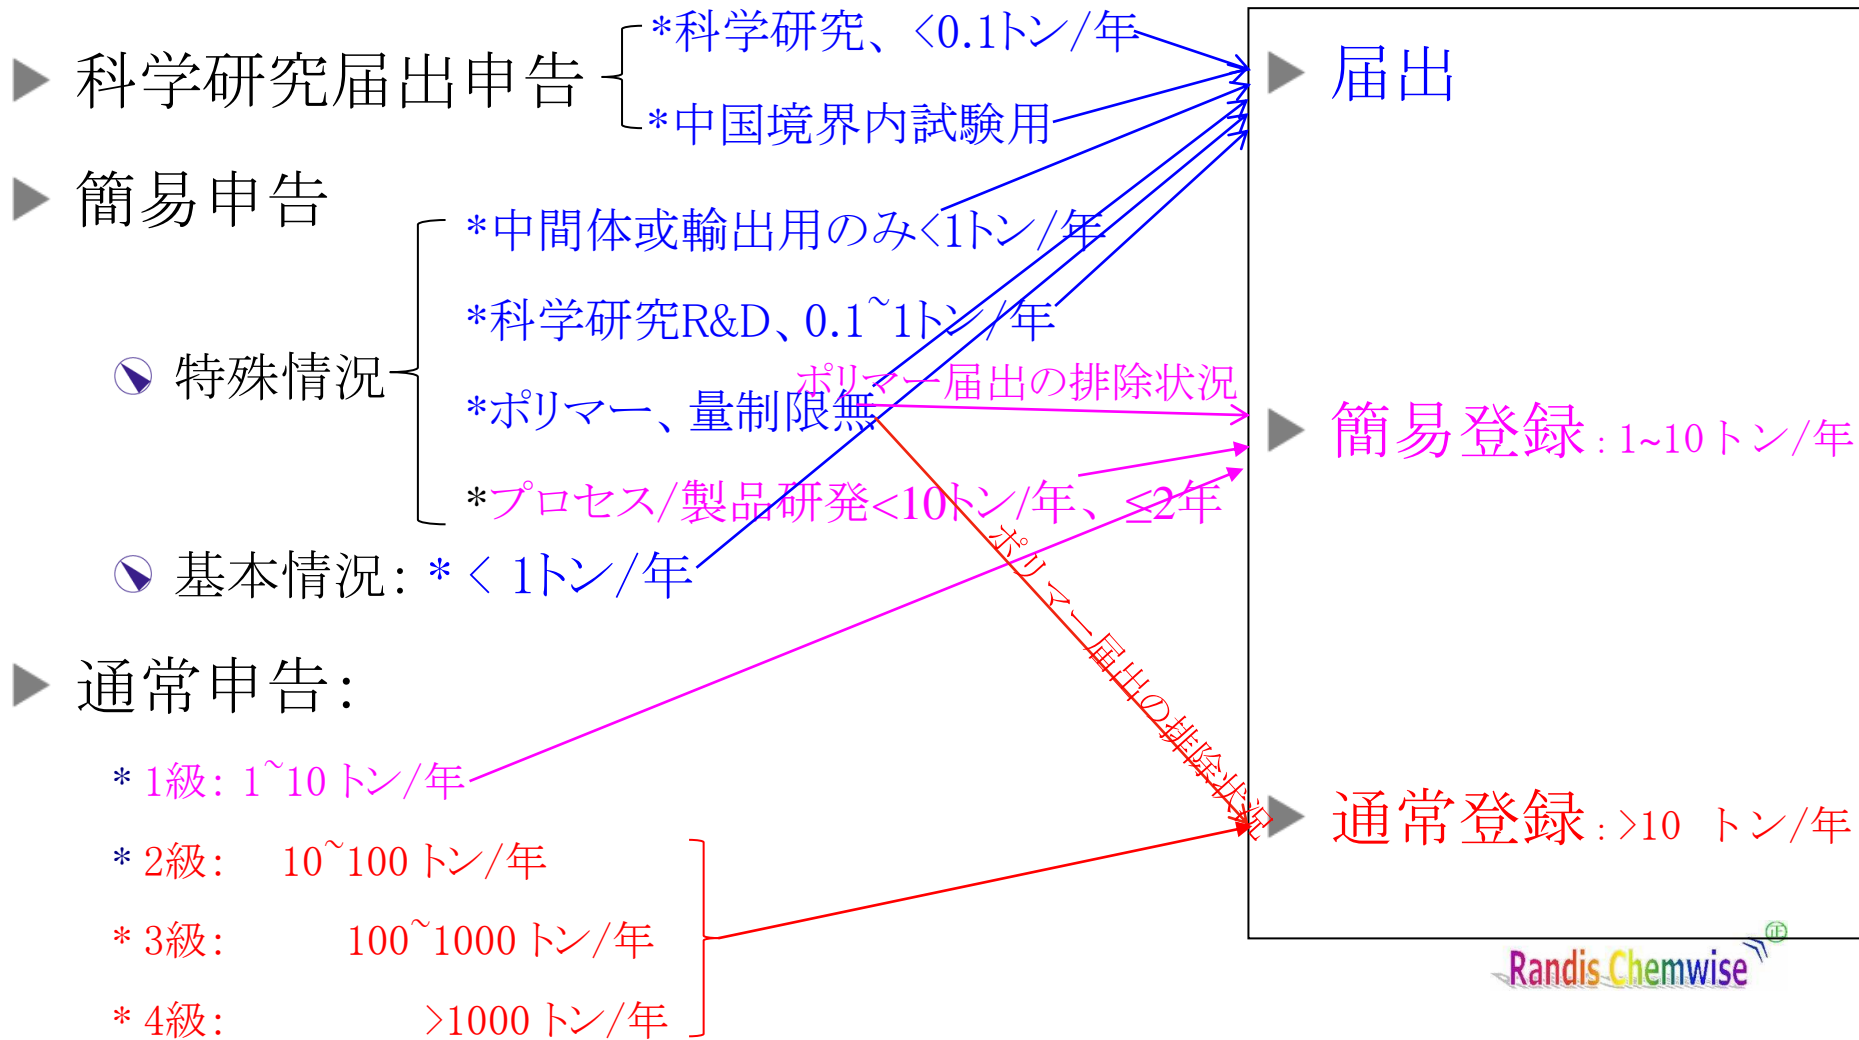 科学研究届出申告
*科学研究、<0.1トン/年
*中国境界内試験用
簡易申告
特殊情況
*中間体或輸出用のみ<1トン/年
*科学研究R&D、0.1~1トン/年
*ポリマー、量制限無
*プロセス/製品研発<10トン/年、≤2年
基本情況: *< 1トン/年
通常申告:
* 1級: 1~10トン/年
* 2級: 10~100トン/年
* 3級: 100~1000トン/年
* 4級: >1000トン/年
ポリマー届出の排除状況
ポリマー届出の排除状況
届出
簡易登録:1~10トン/年
通常登録:>10 トン/年
Randis Chemwise
正